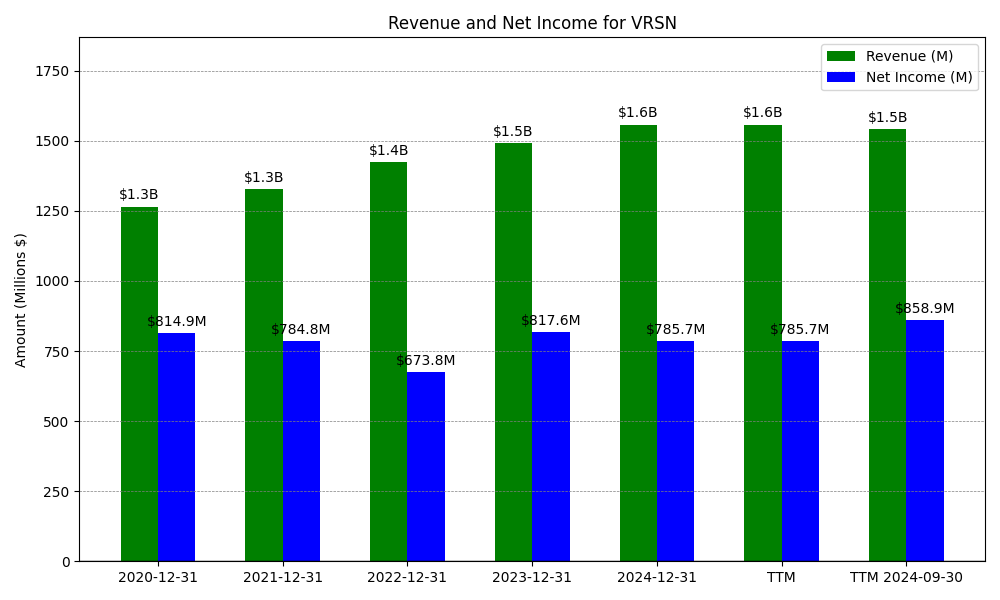 Revenue and Net Income for VRSN
Revenue (M)
Net Income (M)
Amount (Millions $)
1750
1500
1250
1000
750
500
250
0
$1.3B
$814.9M
$1.3B
$784.8M
$1.4B
$673.8M
$1.5B
$817.6M
$1.6B
$785.7M
$1.6B
$785.7M
$1.5B
$858.9M
2020-12-31
2021-12-31
2022-12-31
2023-12-31
2024-12-31
TTM
TTM 2024-09-30